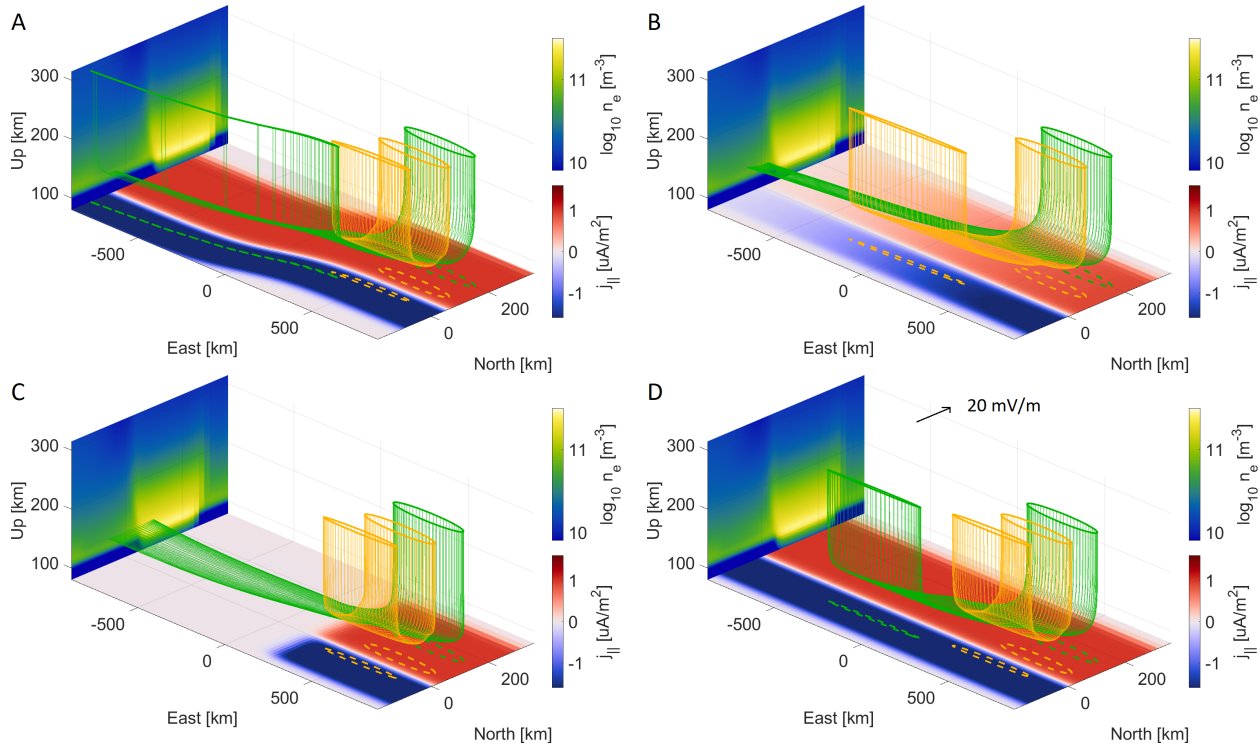 A
300
200
100
Up [km]
-500
0
500
East [km]
0
200
North [km]
11
10
log10 ne [m-3]
1
0
-1
j|| [uA/m2]
B
300
200
100
Up [km]
-500
0
500
East [km]
0
200
North [km]
11
10
log10 ne [m-3]
1
0
-1
j|| [uA/m2]
C
300
200
100
Up [km]
-500
0
500
East [km]
0
200
North [km]
11
10
log10 ne [m-3]
1
0
-1
j|| [uA/m2]
D
20 mV/m
300
200
100
Up [km]
-500
0
500
East [km]
0
200
North [km]
11
10
log10 ne [m-3]
1
0
-1
j|| [uA/m2]